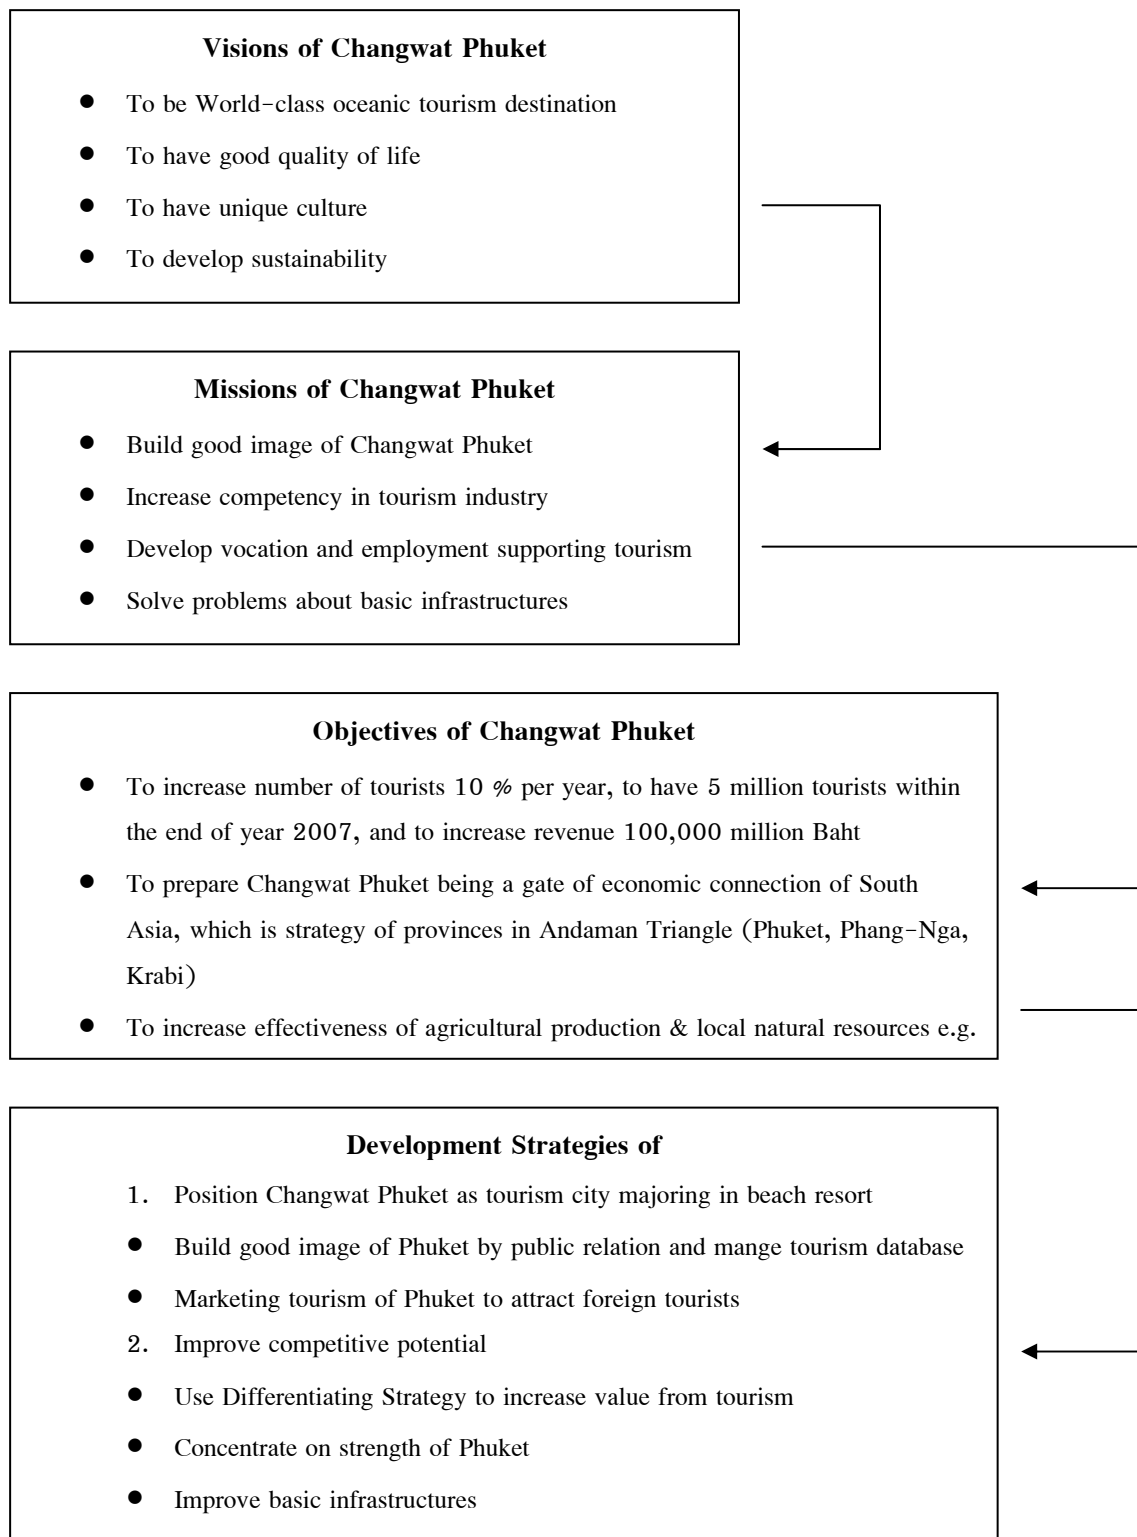 Visions of Changwat Phuket
● To be World-class oceanic tourism destination
● To have good quality of life
● To have unique culture
● To develop sustainability
Missions of Changwat Phuket
● Build good image of Changwat Phuket
● Increase competency in tourism industry
● Develop vocation and employment supporting tourism
● Solve problems about basic infrastructures
Objectives of Changwat Phuket
● To increase number of tourists 10 % per year, to have 5 million tourists within
the end of year 2007, and to increase revenue 100,000 million Baht
● To prepare Changwat Phuket being a gate of economic connection of South
Asia, which is strategy of provinces in Andaman Triangle (Phuket, Phang-Nga,
Krabi)
● To increase effectiveness of agricultural production & local natural resources e.g.
Development Strategies of
1. Position Changwat Phuket as tourism city majoring in beach resort
● Build good image of Phuket by public relation and mange tourism database
● Marketing tourism of Phuket to attract foreign tourists
2. Improve competitive potential
● Use Differentiating Strategy to increase value from tourism
● Concentrate on strength of Phuket
● Improve basic infrastructures